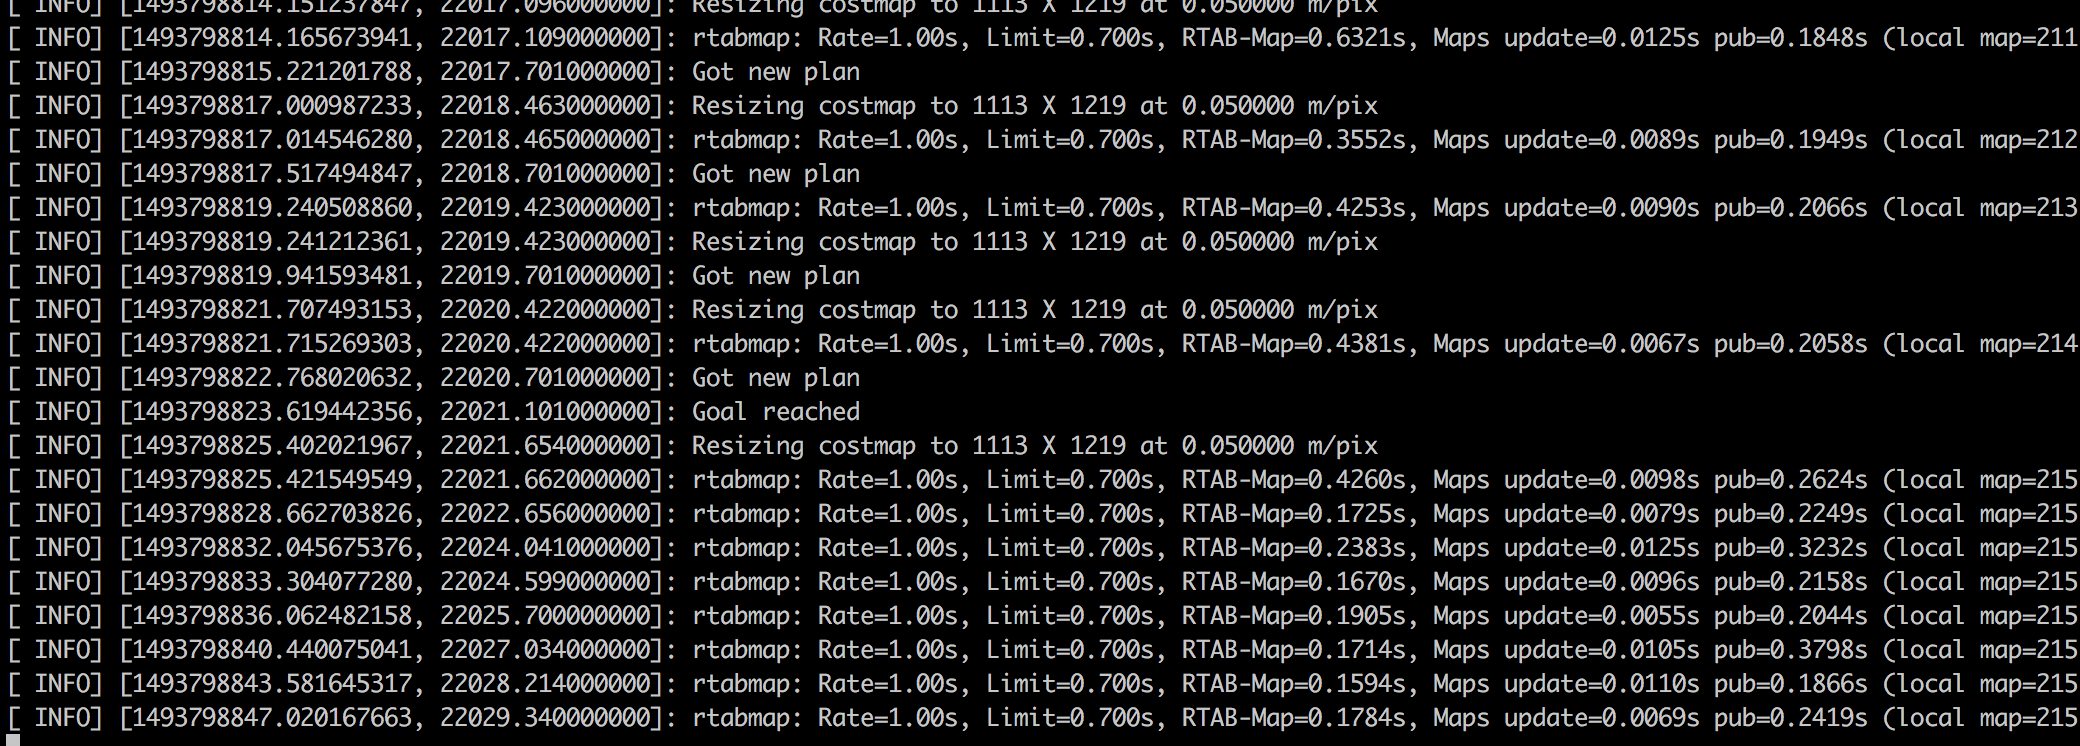 [ INFO] [1493798814.151237847, 22017.096000000]: Resizing costmap to 1113 X 1219 at 0.050000 m/pix
[ INFO] [1493798814.165673941, 22017.109000000]: rtabmap: Rate=1.00s, Limit=0.700s, RTAB-Map=0.6321s, Maps update=0.0125s pub=0.1848s (local map=211
[ INFO] [1493798815.221201788, 22017.701000000]: Got new plan
[ INFO] [1493798817.000987233, 22018.463000000]: Resizing costmap to 1113 X 1219 at 0.050000 m/pix
[ INFO] [1493798817.014546280, 22018.465000000]: rtabmap: Rate=1.00s, Limit=0.700s, RTAB-Map=0.3552s, Maps update=0.0089s pub=0.1949s (local map=212
[ INFO] [1493798817.517494847, 22018.701000000]: Got new plan
[ INFO] [1493798819.240508860, 22019.423000000]: rtabmap: Rate=1.00s, Limit=0.700s, RTAB-Map=0.4253s, Maps update=0.0090s pub=0.2066s (local map=213
[ INFO] [1493798819.241212361, 22019.423000000]: Resizing costmap to 1113 X 1219 at 0.050000 m/pix
[ INFO] [1493798819.941593481, 22019.701000000]: Got new plan
[ INFO] [1493798821.707493153, 22020.422000000]: Resizing costmap to 1113 X 1219 at 0.050000 m/pix
[ INFO] [1493798821.715269303, 22020.422000000]: rtabmap: Rate=1.00s, Limit=0.700s, RTAB-Map=0.4381s, Maps update=0.0067s pub=0.2058s (local map=214
[ INFO] [1493798822.768020632, 22020.701000000]: Got new plan
[ INFO] [1493798823.619442356, 22021.101000000]: Goal reached
[ INFO] [1493798825.402021967, 22021.654000000]: Resizing costmap to 1113 X 1219 at 0.050000 m/pix
[ INFO] [1493798825.421549549, 22021.662000000]: rtabmap: Rate=1.00s, Limit=0.700s, RTAB-Map=0.4260s, Maps update=0.0098s pub=0.2624s (local map=215
[ INFO] [1493798828.662703826, 22022.656000000]: rtabmap: Rate=1.00s, Limit=0.700s, RTAB-Map=0.1725s, Maps update=0.0079s pub=0.2249s (local map=215
[ INFO] [1493798832.045675376, 22024.041000000]: rtabmap: Rate=1.00s, Limit=0.700s, RTAB-Map=0.2383s, Maps update=0.0125s pub=0.3232s (local map=215
[ INFO] [1493798833.304077280, 22024.599000000]: rtabmap: Rate=1.00s, Limit=0.700s, RTAB-Map=0.1670s, Maps update=0.0096s pub=0.2158s (local map=215
[ INFO] [1493798836.062482158, 22025.700000000]: rtabmap: Rate=1.00s, Limit=0.700s, RTAB-Map=0.1905s, Maps update=0.0055s pub=0.2044s (local map=215
[ INFO] [1493798840.440075041, 22027.034000000]: rtabmap: Rate=1.00s, Limit=0.700s, RTAB-Map=0.1714s, Maps update=0.0105s pub=0.3798s (local map=215
[ INFO] [1493798843.581645317, 22028.214000000]: rtabmap: Rate=1.00s, Limit=0.700s, RTAB-Map=0.1594s, Maps update=0.0110s pub=0.1866s (local map=215
[ INFO] [1493798847.020167663, 22029.340000000]: rtabmap: Rate=1.00s, Limit=0.700s, RTAB-Map=0.1784s, Maps update=0.0069s pub=0.2419s (local map=215